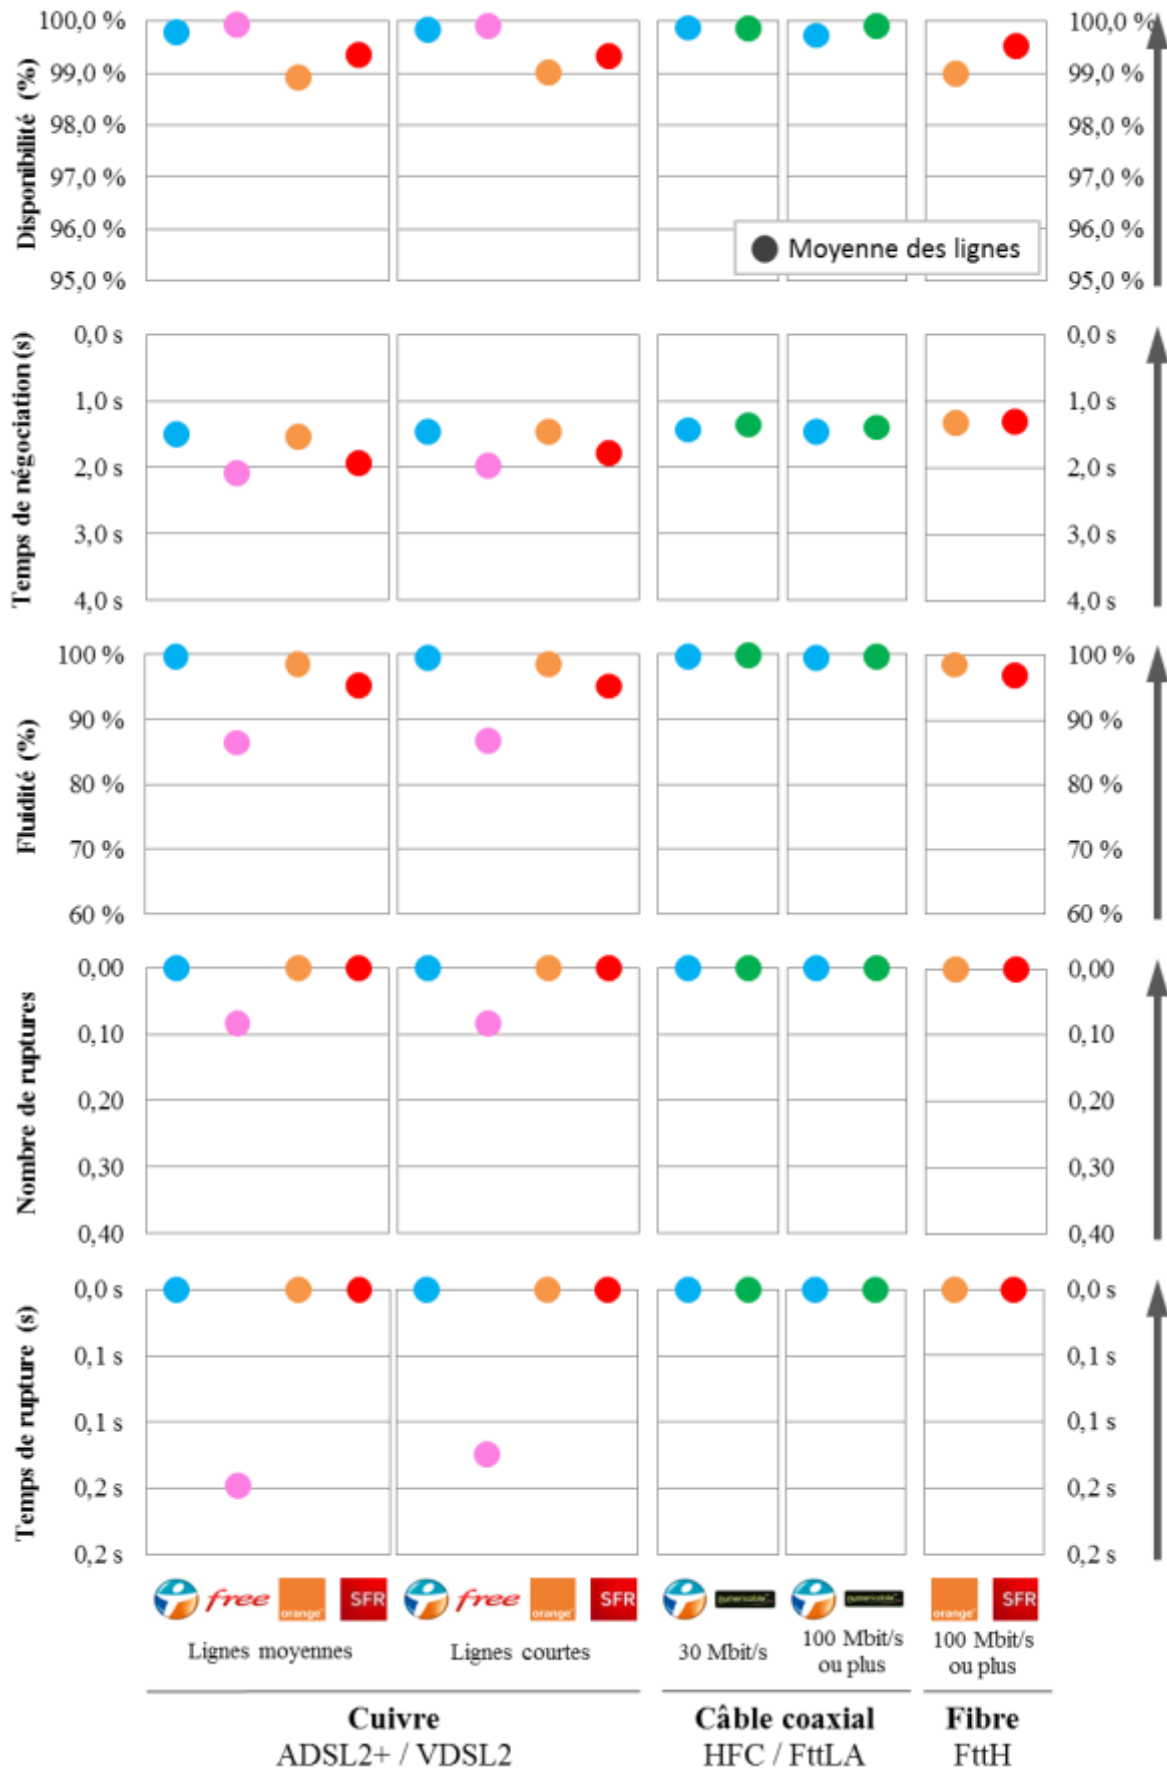 Disponibilité (%)
100,0 %
99,0 %
98,0 %
97,0 %
96,0 %
95,0 %
100,0 %
99,0 %
98,0 %
97,0 %
96,0 %
95,0 %
Moyenne des lignes
Temps de négociation (s)
0,0 s
1,0 s
2,0 s
3,0 s
4,0 s
0,0 s
1,0 s
2,0 s
3,0 s
4,0 s
Fluidité (%)
100 %
90 %
80 %
70 %
60 %
100 %
90 %
80 %
70 %
60 %
Nombre de ruptures
0,00
0,10
0,20
0,30
0,40
0,00
0,10
0,20
0,30
0,40
Temps de rupture (s)
0,0 s
0,1 s
0,1 s
0,2 s
0,2 s
0,0 s
0,1 s
0,1 s
0,2 s
0,2 s
free orange SFR free orange SFR numericable numericable orange SFR
Lignes moyennes
Lignes courtes
30 Mbit/s
100 Mbit/s
ou plus
100 Mbit/s
ou plus
Cuivre
ADSL2+ / VDSL2
Câble coaxial
HFC / FttLA
Fibre
FttH